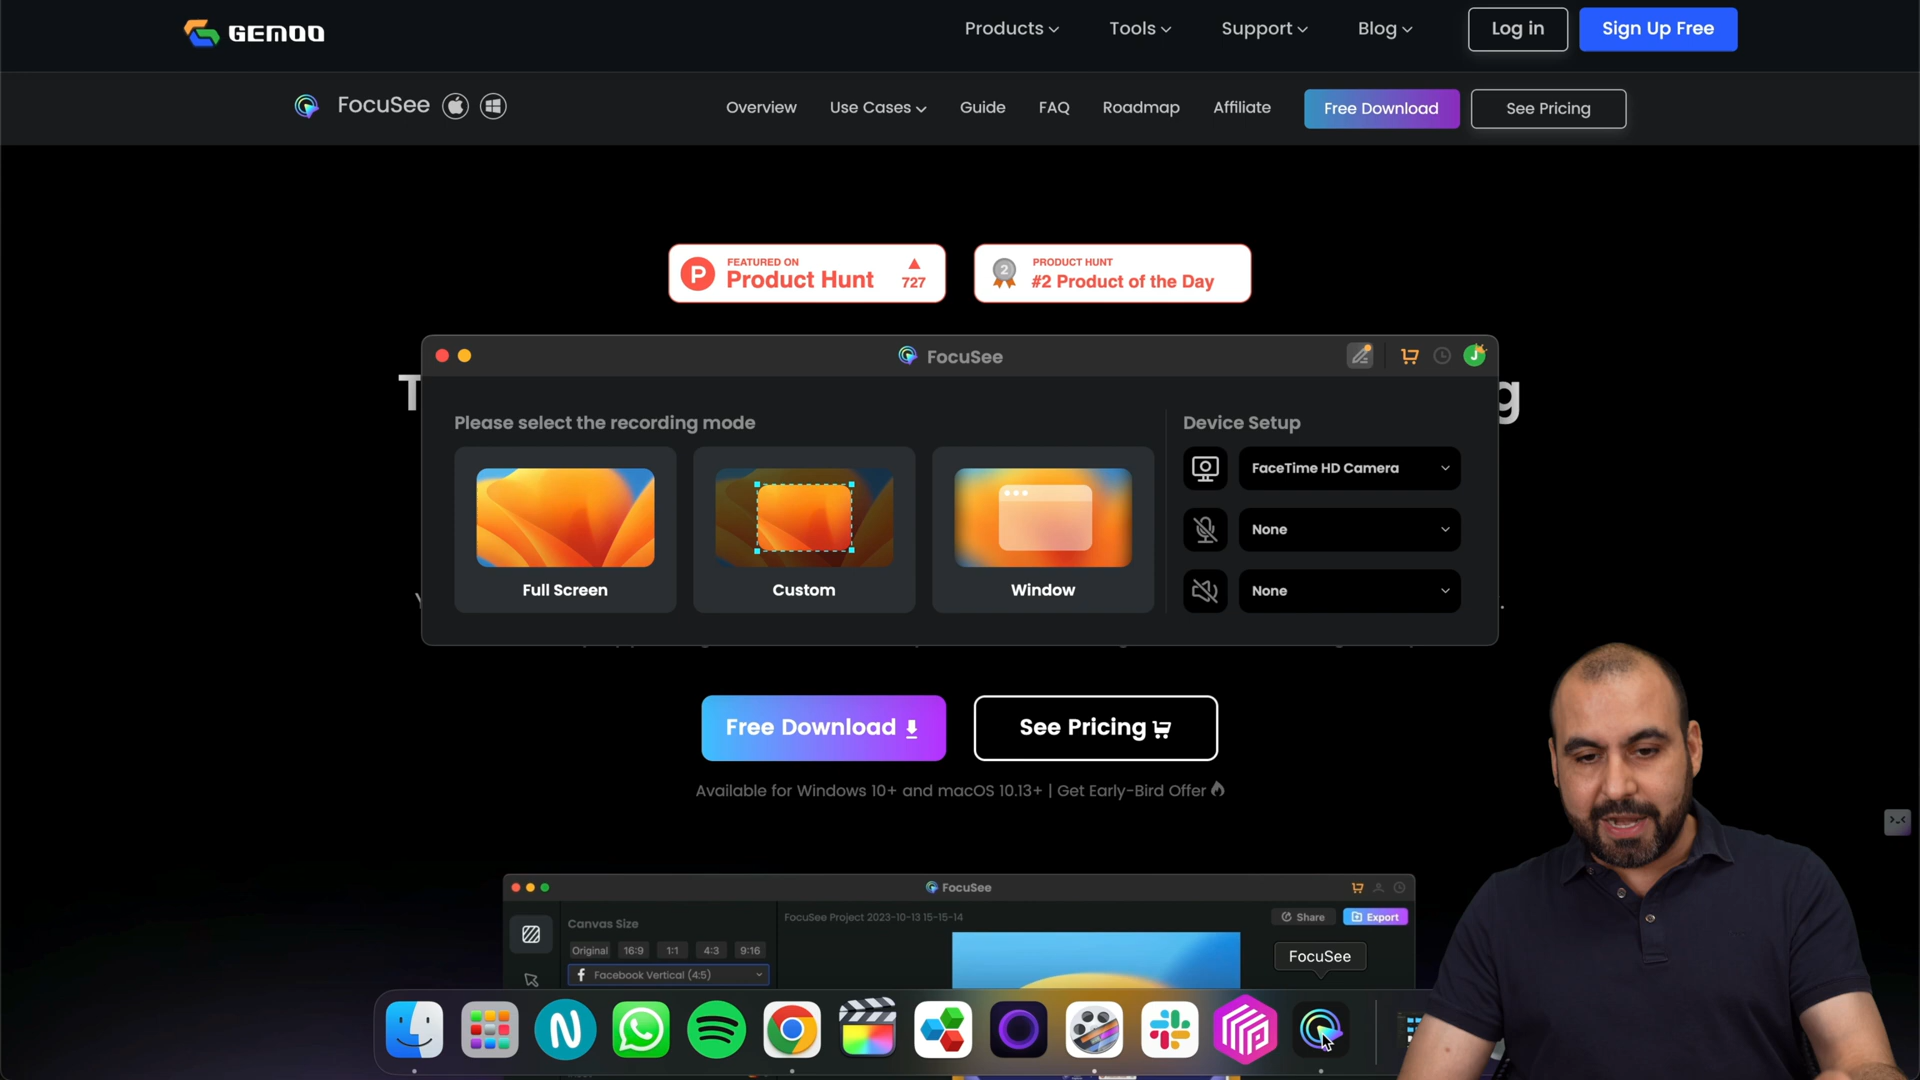 GEMOO
Products
Tools
Support
Blog
Log in
Sign Up Free
FocuSee
Overview
Use Cases
Guide
FAQ
Roadmap
Affiliate
Free Download
See Pricing
P
FEATURED ON
Product Hunt
727
2
PRODUCT HUNT
#2 Product of the Day
T
g
FocuSee
J
Please select the recording mode
Device Setup
FaceTime HD Camera
None
None
Full Screen
Custom
Window
Free Download
See Pricing
Available for Windows 10+ and macOS 10.13+ | Get Early-Bird Offer
FocuSee
Canvas Size
FocuSee Project 2023-10-13 15-15-14
Share
Export
Original
16:9
1:1
4:3
9:16
Facebook Vertical (4:5)
FocuSee
N